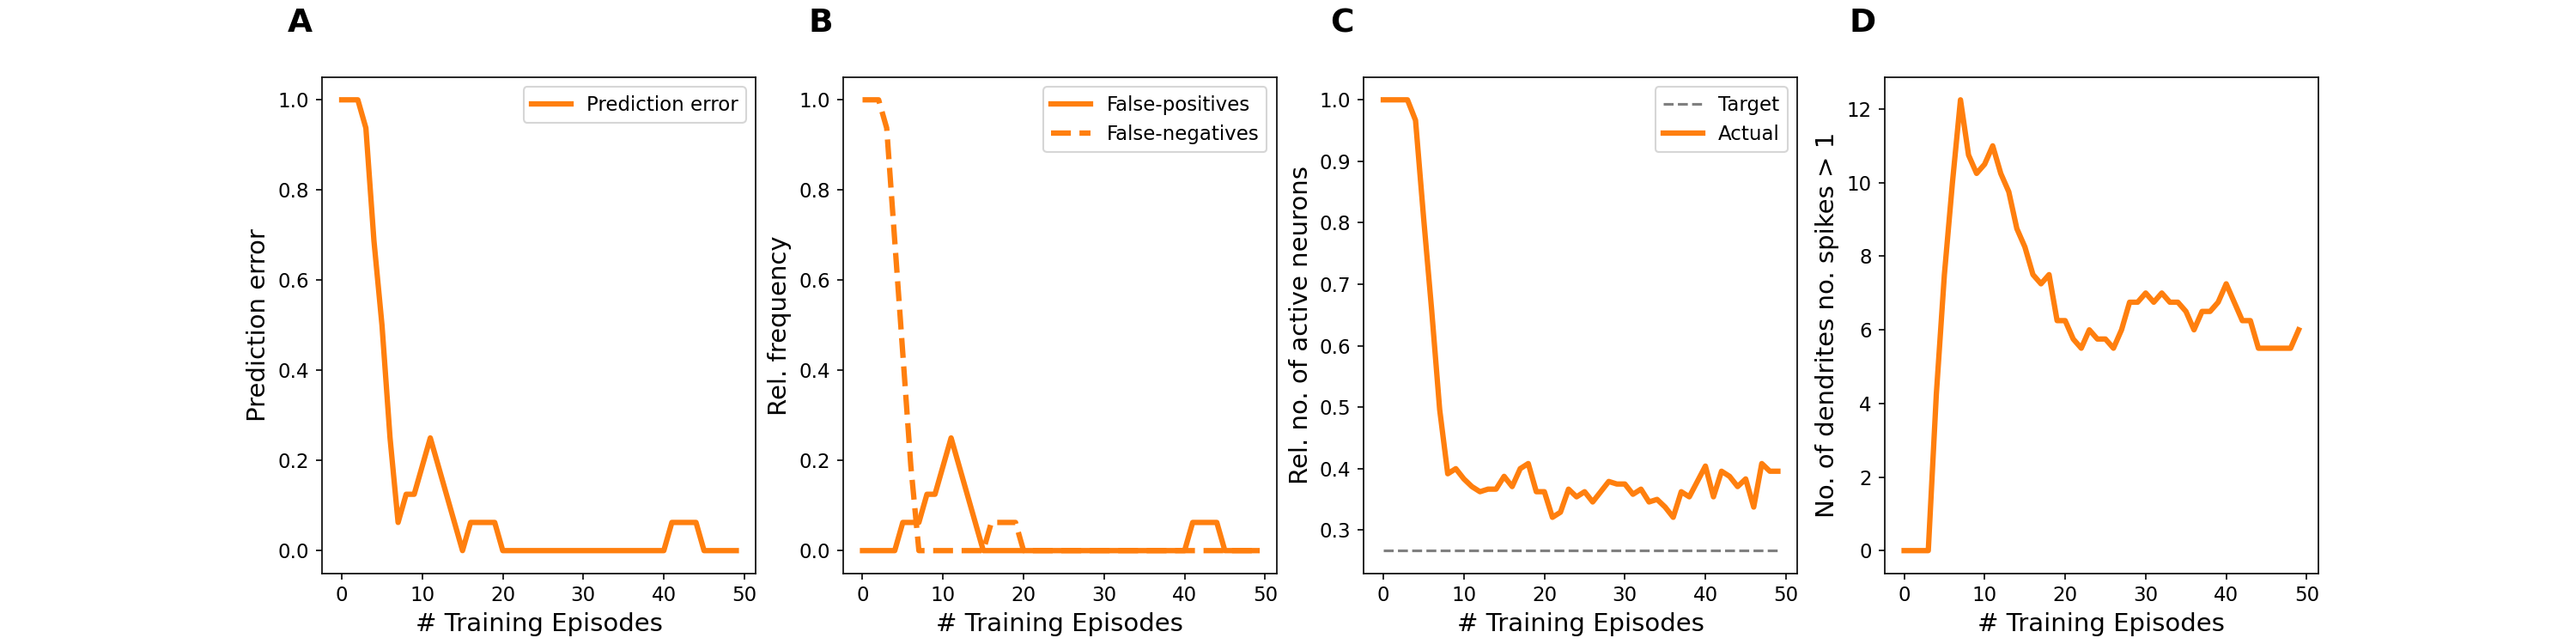 A
B
C
D
Prediction error
1.0
0.8
0.6
0.4
0.2
0.0
0 10 20 30 40 50
# Training Episodes
Prediction error
Rel. frequency
1.0
0.8
0.6
0.4
0.2
0.0
0 10 20 30 40 50
# Training Episodes
False-positives
False-negatives
Rel. no. of active neurons
1.0
0.9
0.8
0.7
0.6
0.5
0.4
0.3
0 10 20 30 40 50
# Training Episodes
Target
Actual
No. of dendrites no. spikes > 1
12
10
8
6
4
2
0
0 10 20 30 40 50
# Training Episodes